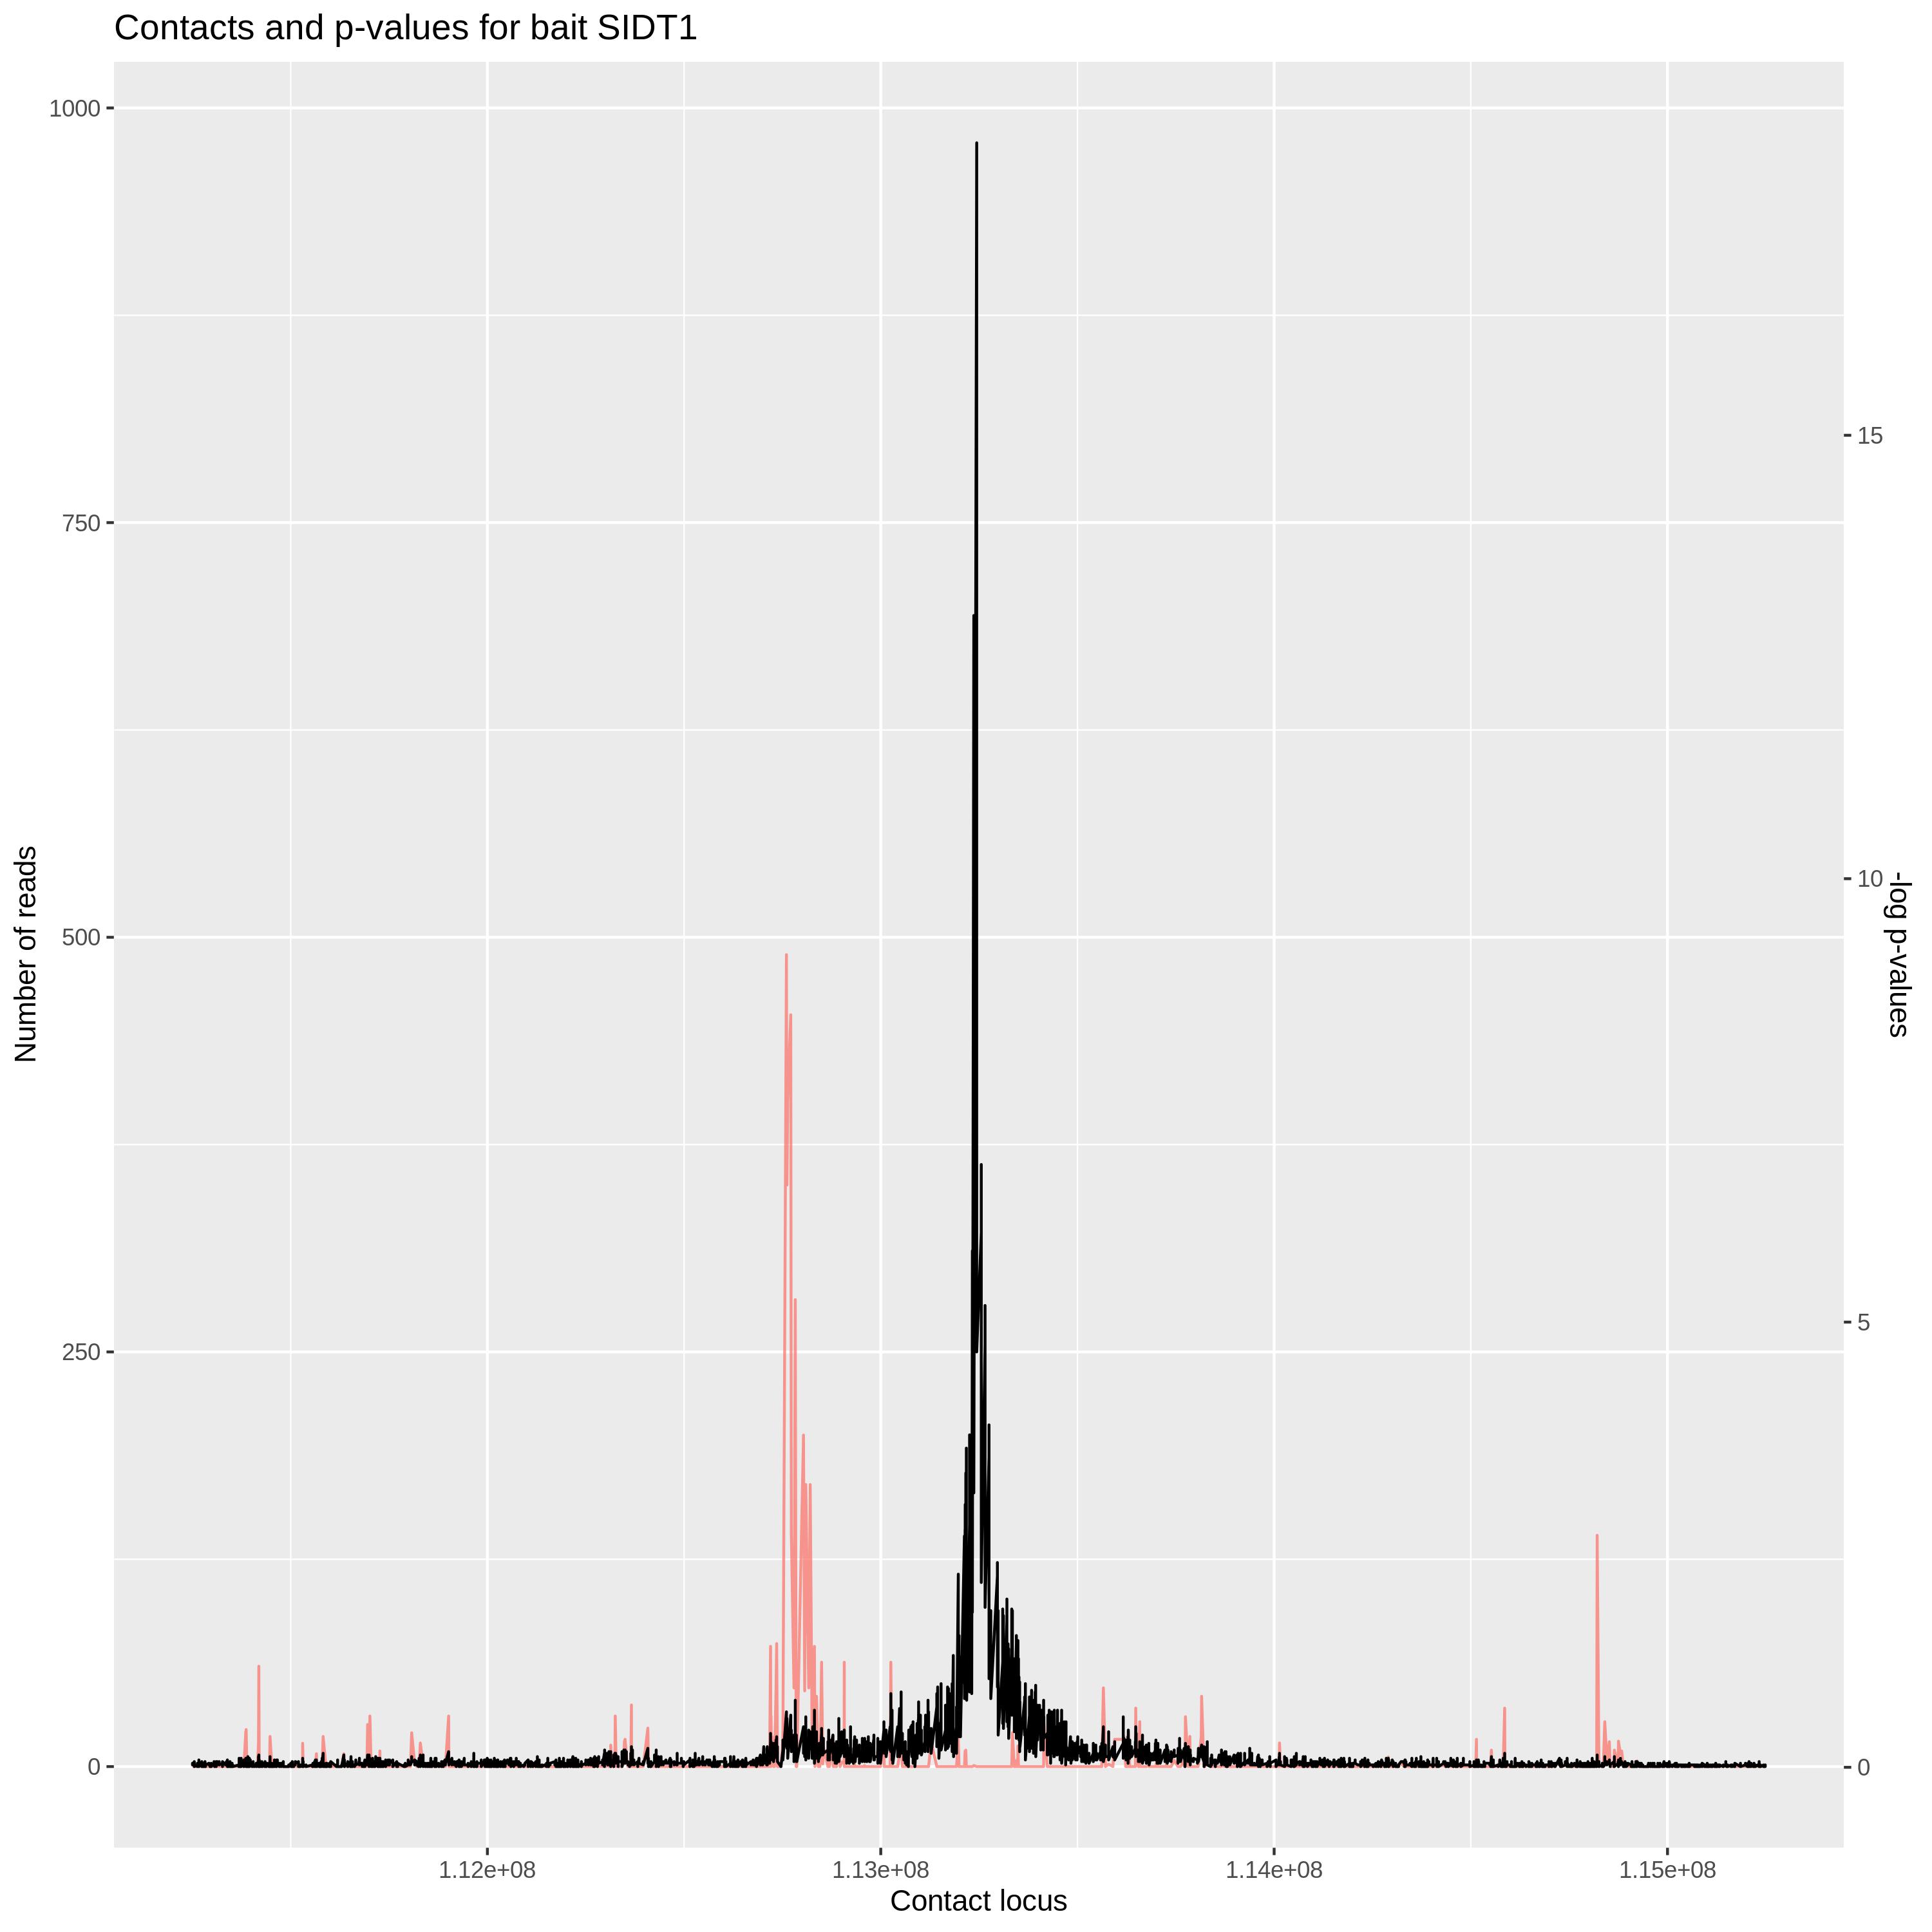 Contacts and p-values for bait SIDT1
1000
750
500
250
0
Number of reads
15
10
5
0
-log p-values
1.12e+08
1.13e+08
1.14e+08
1.15e+08
Contact locus